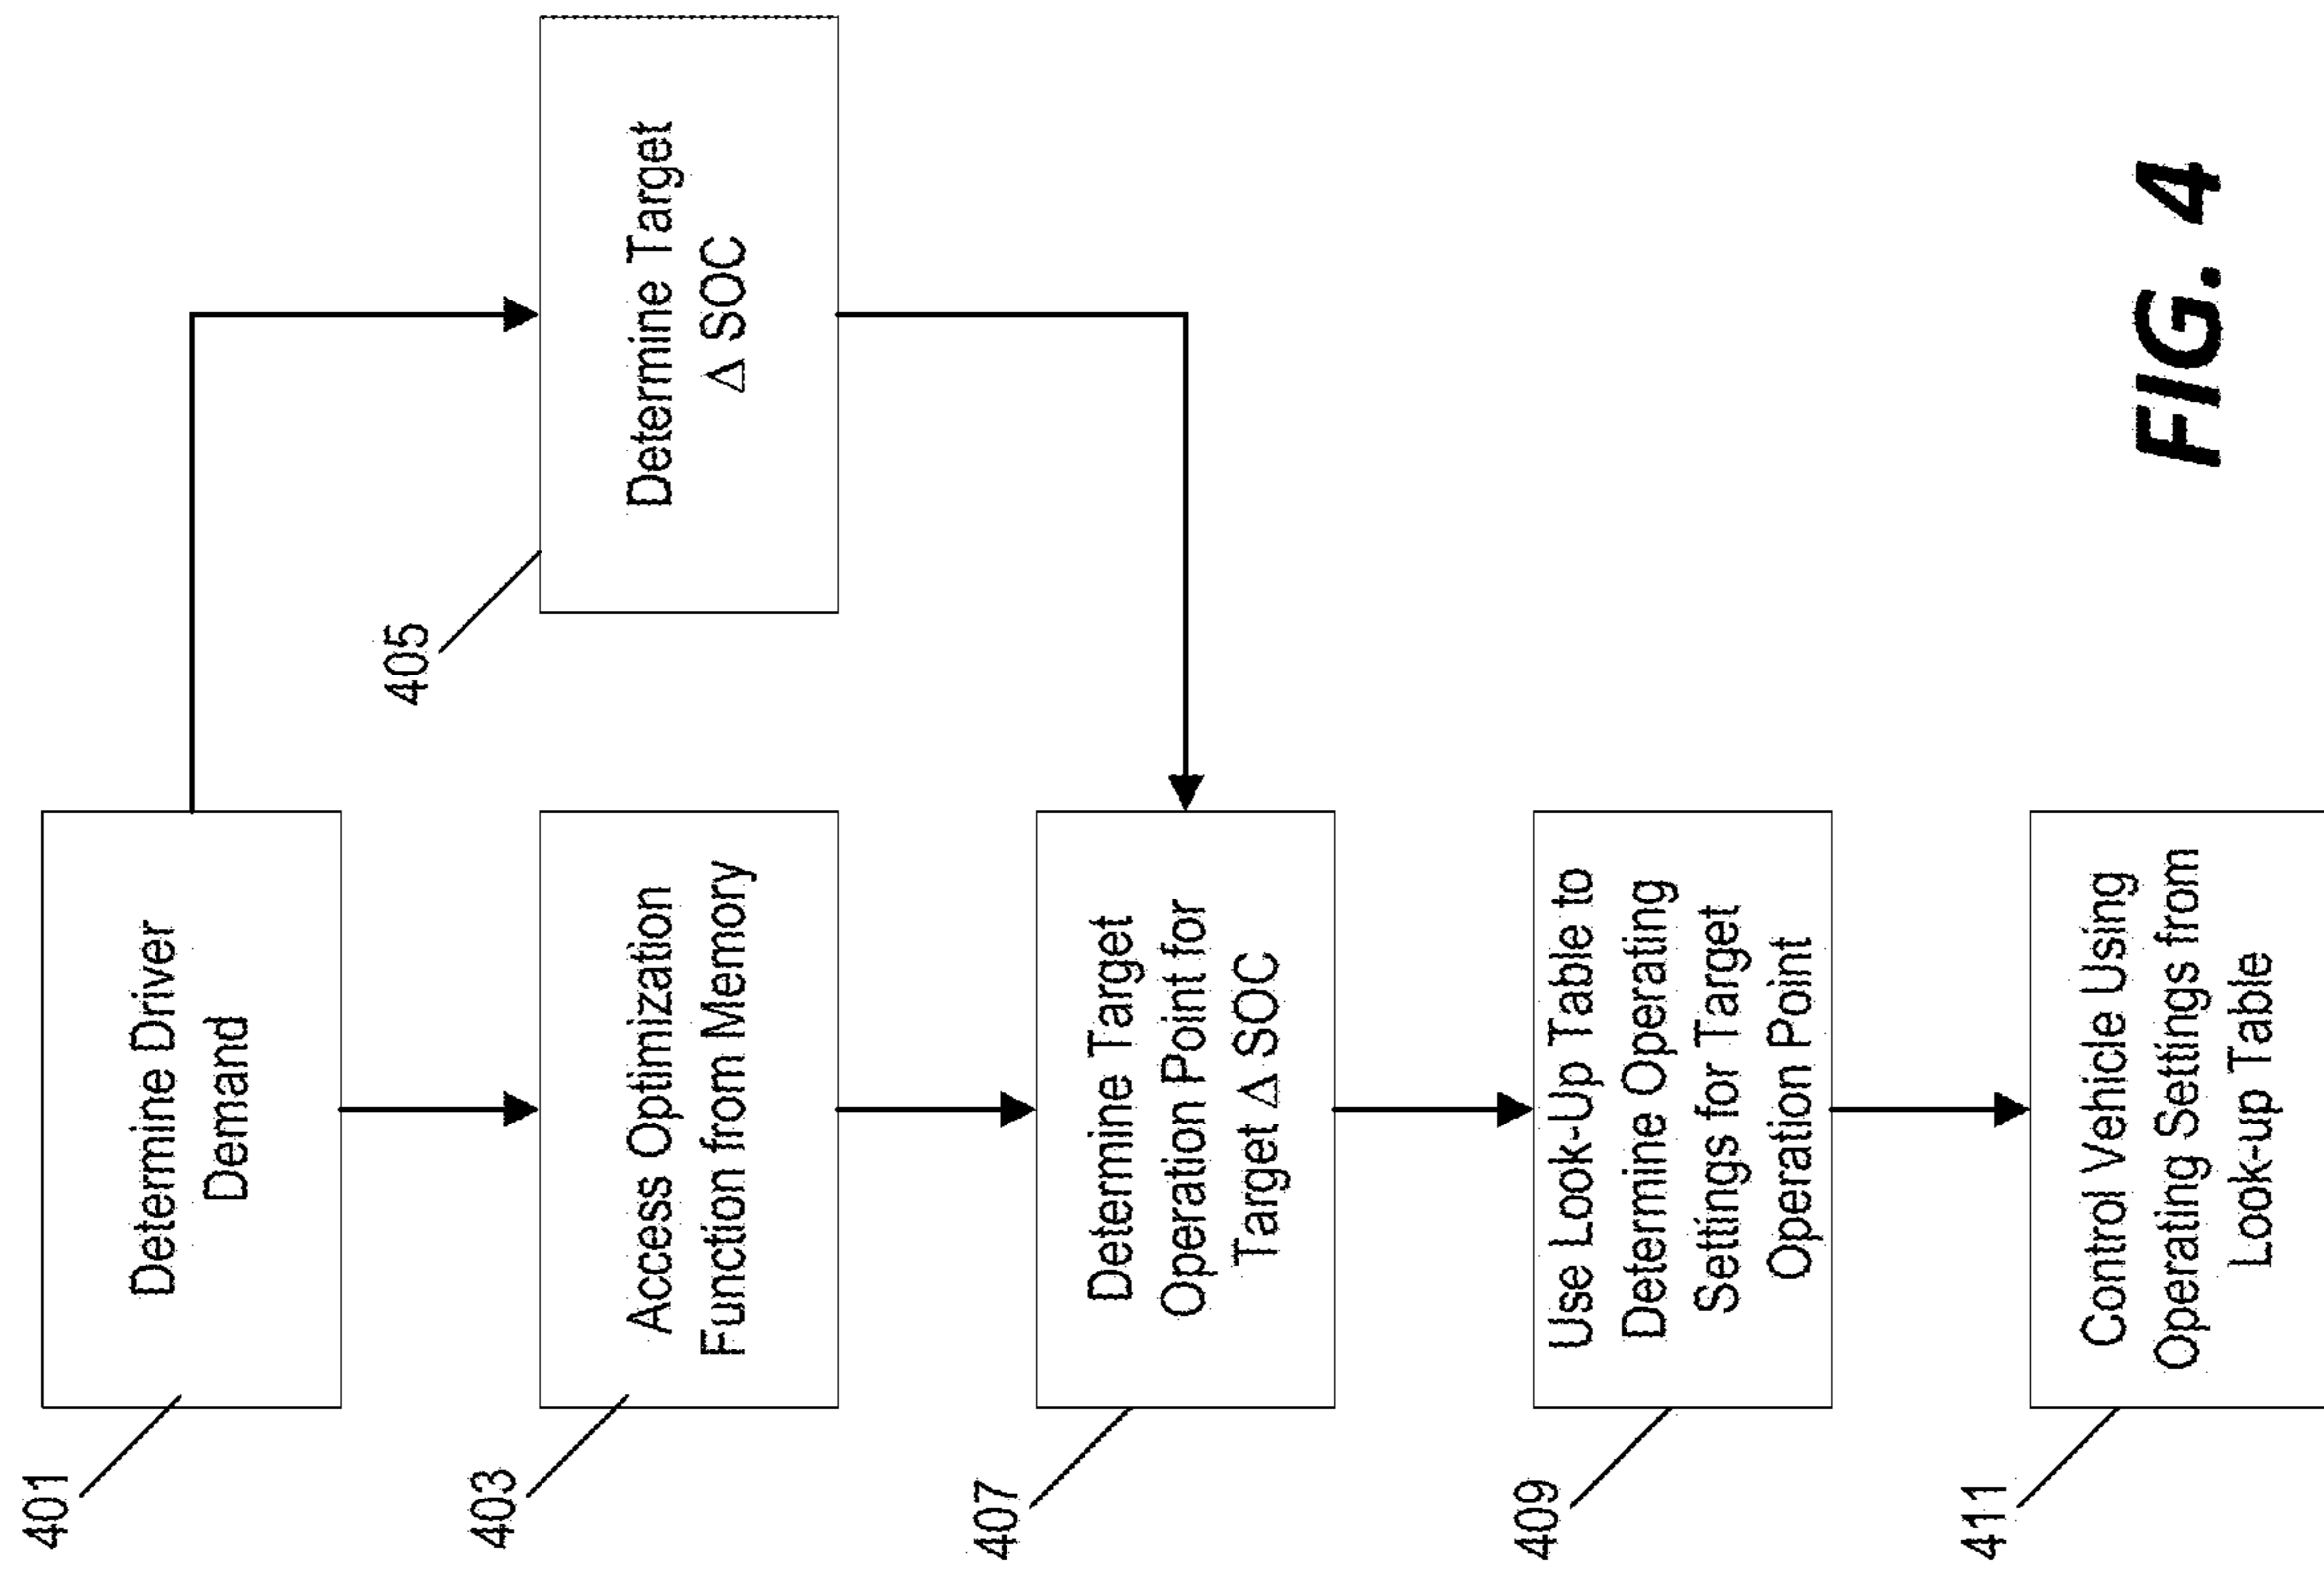 401
Determine Driver
Demand
403
Access Optimization
Function from Memory
405
Determine Target
Δ SOC
407
Determine Target
Operation Point for
Target Δ SOC
409
Use Look-Up Table to
Determine Operating
Settings for Target
Operation Point
411
Control Vehicle Using
Operating Settings from
Look-up Table
FIG. 4